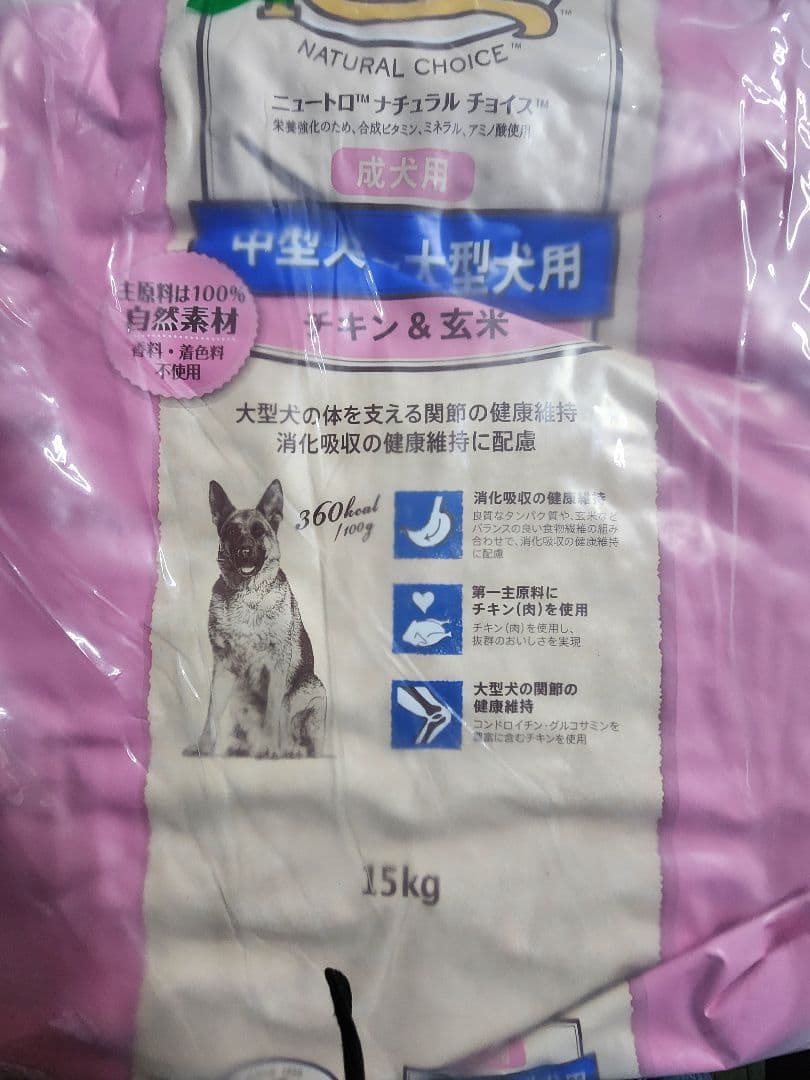 NATURAL CHOICE™
ニュートロ™ ナチュラル チョイス™
栄養強化のため、合成ビタミン、ミネラル、アミノ酸使用
成犬用
中型犬 大型犬用
チキン & 玄米
主原料は100%
自然素材
香料・着色料
不使用
大型犬の体を支える関節の健康維持
消化吸収の健康維持に配慮
360kcal
/100g
消化吸収の健康維持
良質なタンパク質や、玄米など
バランスの良い食物繊維の組み
合わせで、消化吸収の健康維持
に配慮
第一主原料に
チキン(肉)を使用
チキン(肉)を使用し、
抜群のおいしさを実現
大型犬の関節の
健康維持
コンドロイチン・グルコサミンを
豊富に含むチキンを使用
15kg